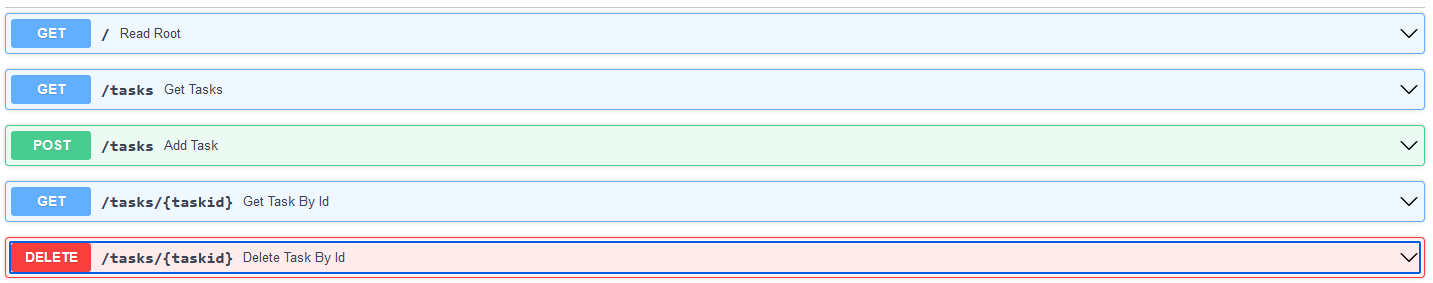 GET / Read Root
GET /tasks Get Tasks
POST /tasks Add Task
GET /tasks/{taskid} Get Task By Id
DELETE /tasks/{taskid} Delete Task By Id